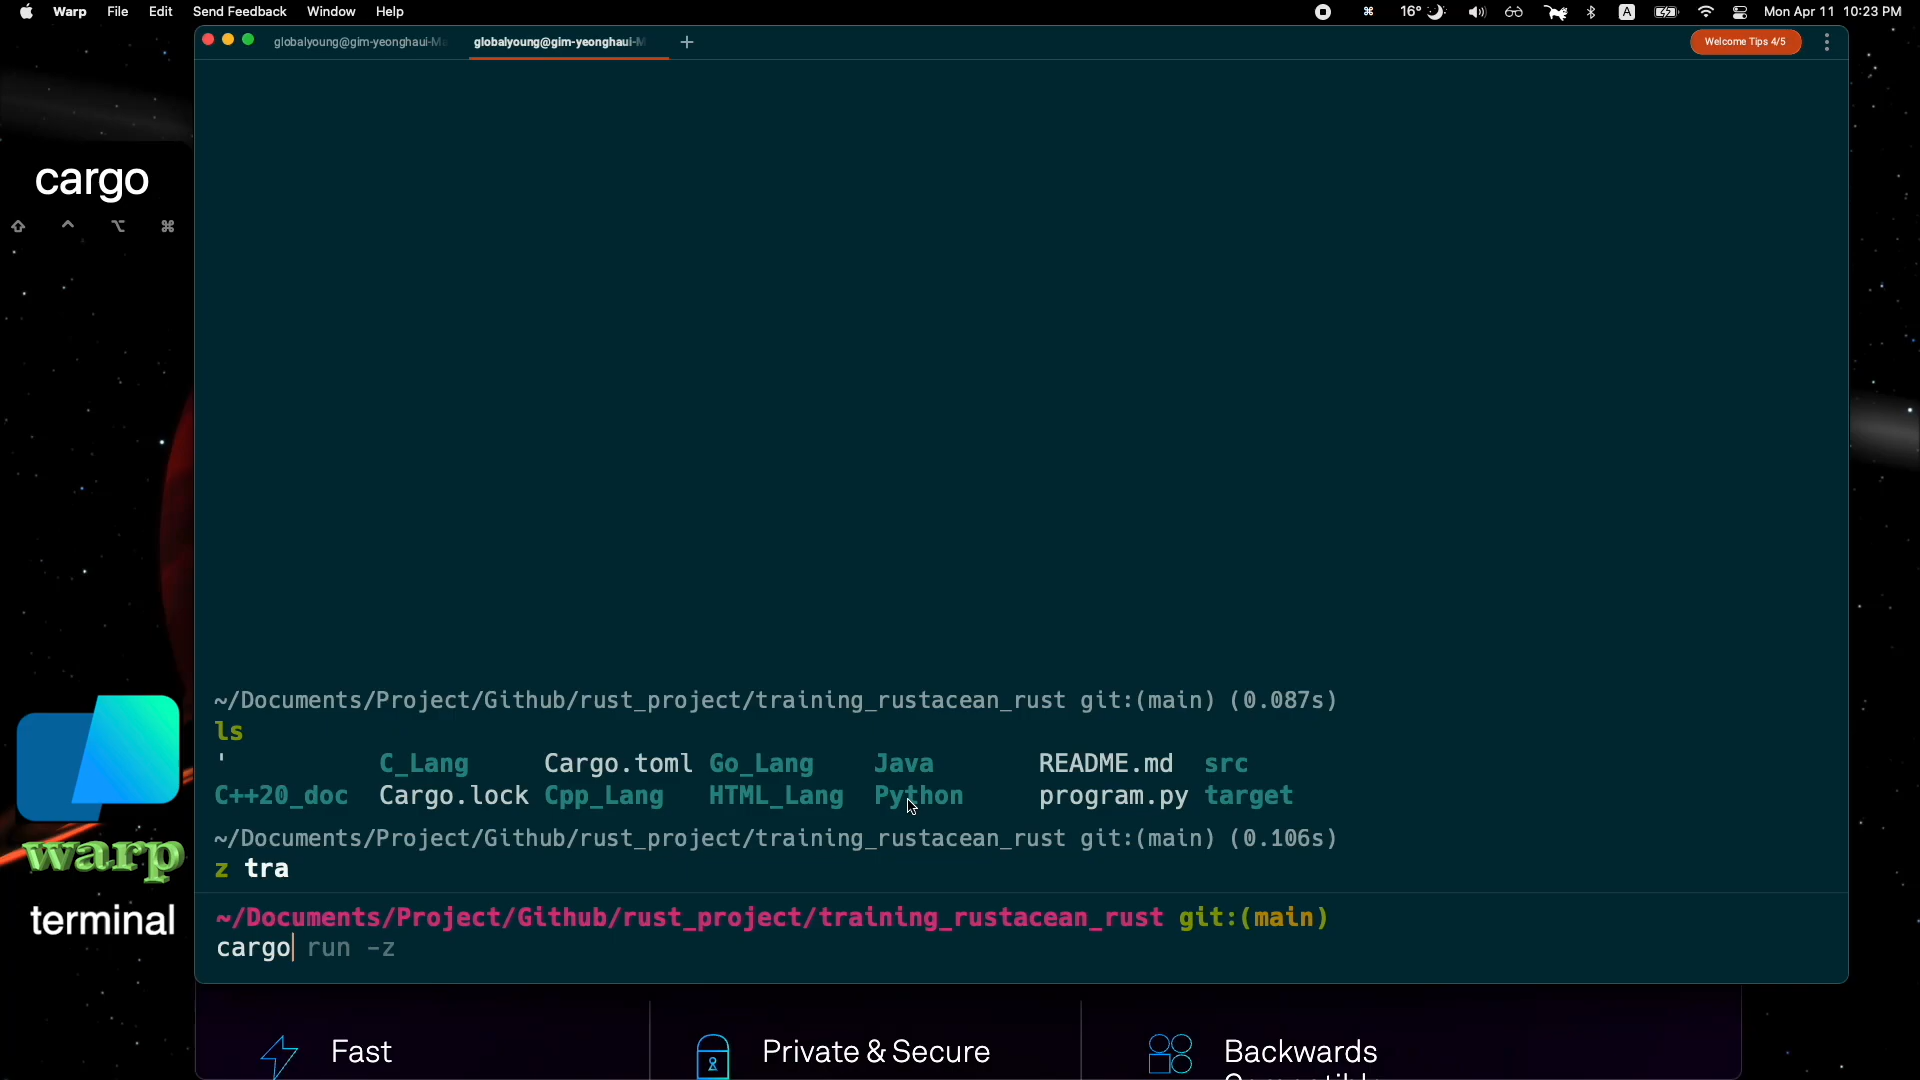 Warp File Edit Send Feedback Window Help
16° A Mon Apr 11 10:23 PM
globalyoung@gim-yeonghaui-M globalyoung@gim-yeonghaui-M +
Welcome Tips 4/5
cargo
⇧ ^ ⌥ ⌘
~/Documents/Project/Github/rust_project/training_rustacean_rust git:(main) (0.087s)
ls
' C_Lang Cargo.toml Go_Lang Java README.md src
C++20_doc Cargo.lock Cpp_Lang HTML_Lang Python program.py target
~/Documents/Project/Github/rust_project/training_rustacean_rust git:(main) (0.106s)
z tra
~/Documents/Project/Github/rust_project/training_rustacean_rust git:(main)
cargo run -z
warp
terminal
Fast
Private & Secure
Backwards